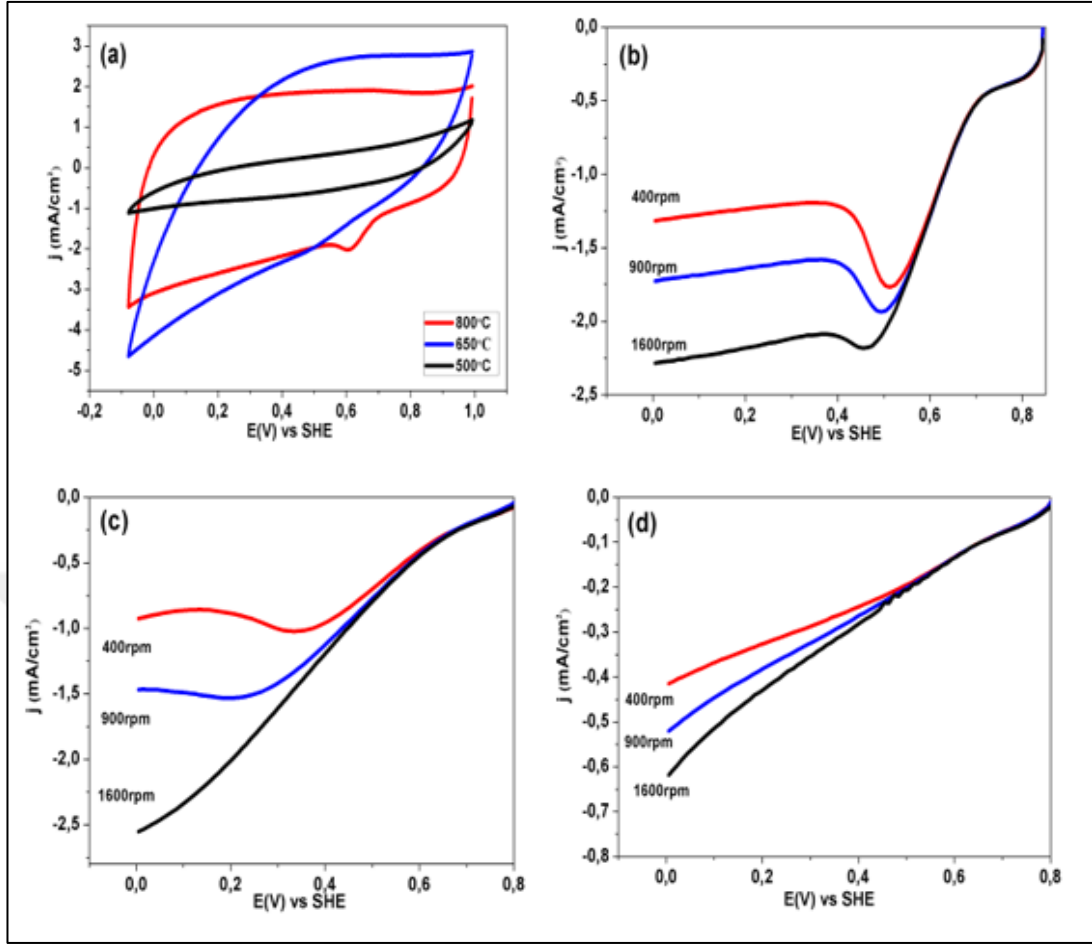 (a)
3
2
1
0
-1
-2
-3
-4
-5
j (mA/cm²)
800°C
650°C
500°C
-0,2 0,0 0,2 0,4 0,6 0,8 1,0
E(V) vs SHE
(b)
0,0
-0,5
-1,0
-1,5
-2,0
-2,5
j (mA/cm²)
400rpm
900rpm
1600rpm
0,0 0,2 0,4 0,6 0,8
E(V) vs SHE
(c)
0,0
-0,5
-1,0
-1,5
-2,0
-2,5
j (mA/cm²)
400rpm
900rpm
1600rpm
0,0 0,2 0,4 0,6 0,8
E(V) vs SHE
(d)
0,0
-0,1
-0,2
-0,3
-0,4
-0,5
-0,6
-0,7
-0,8
j (mA/cm²)
400rpm
900rpm
1600rpm
0,0 0,2 0,4 0,6 0,8
E(V) vs SHE